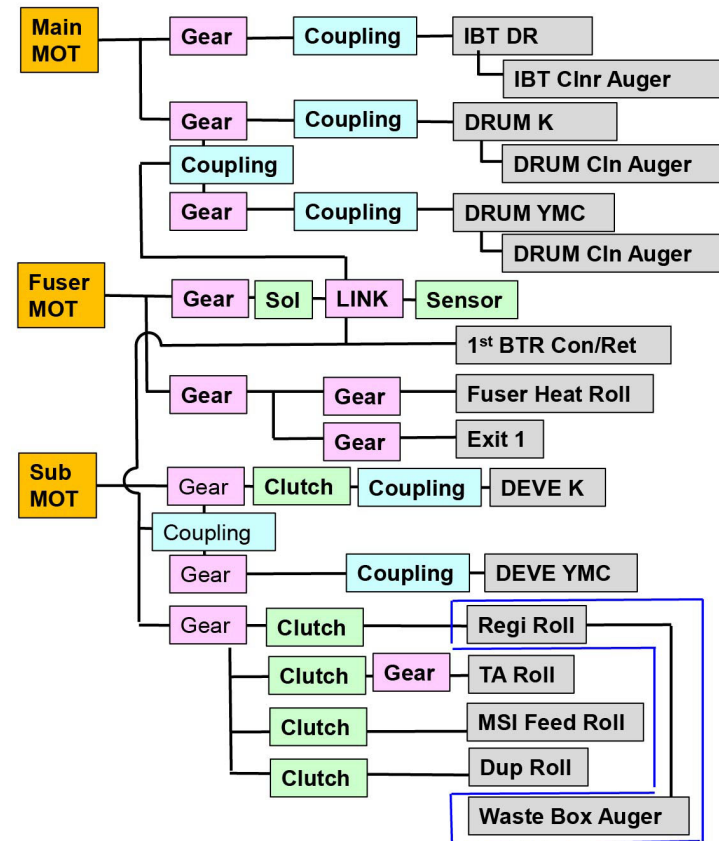 Main
MOT
Gear
Coupling
IBT DR
IBT Clnr Auger
Gear
Coupling
DRUM K
Coupling
DRUM Cln Auger
Gear
Coupling
DRUM YMC
DRUM Cln Auger
Fuser
MOT
Gear
Sol
LINK
Sensor
1st BTR Con/Ret
Gear
Gear
Fuser Heat Roll
Gear
Exit 1
Sub
MOT
Gear
Clutch
Coupling
DEVE K
Coupling
Gear
Coupling
DEVE YMC
Gear
Clutch
Regi Roll
Clutch
Gear
TA Roll
Clutch
MSI Feed Roll
Clutch
Dup Roll
Waste Box Auger